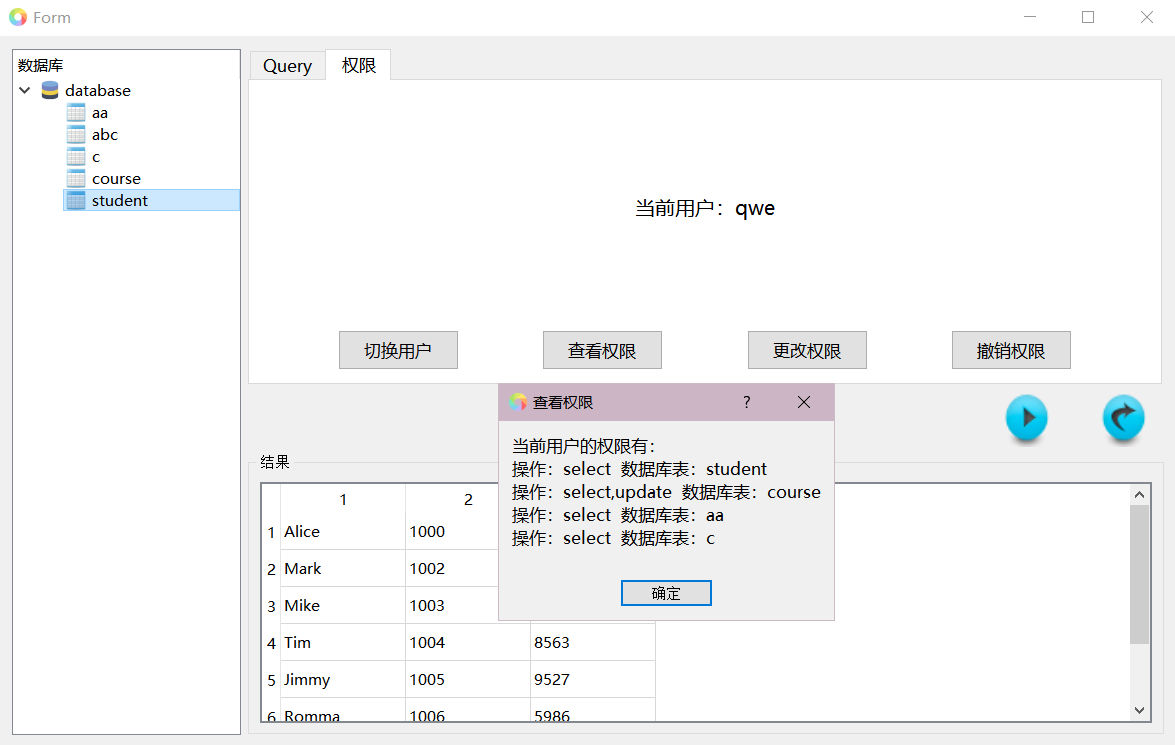 Form
数据库
database
aa
abc
c
course
student
Query 权限
当前用户：qwe
切换用户 查看权限 更改权限 撤销权限
查看权限 ?
当前用户的权限有：
操作：select 数据库表：student
操作：select,update 数据库表：course
操作：select 数据库表：aa
操作：select 数据库表：c
确定
结果
1 2
1 Alice 1000
2 Mark 1002
3 Mike 1003
4 Tim 1004 8563
5 Jimmy 1005 9527
6 Romma 1006 5986